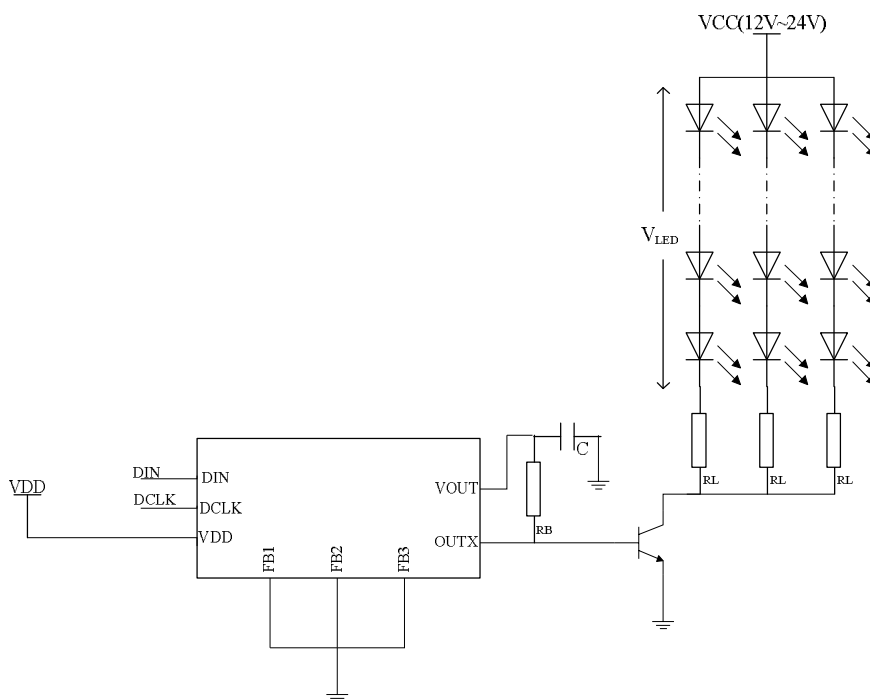 VCC(12V~24V)
VLED
RL
RL
RL
C
RB
DIN
DIN
VDD
DCLK
DCLK
VDD
VOUT
OUTX
FB1
FB2
FB3